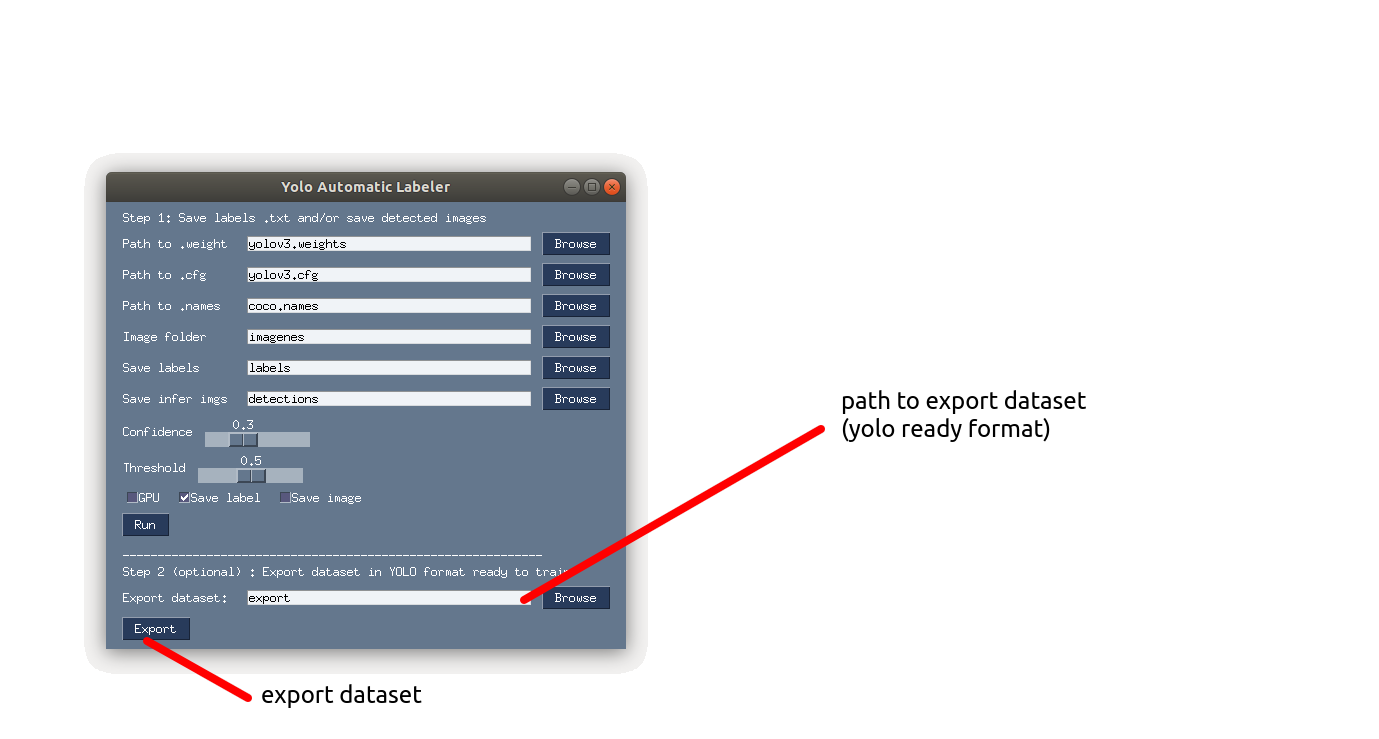 Yolo Automatic Labeler
Step 1: Save labels .txt and/or save detected images
Path to .weight yolov3.weights Browse
Path to .cfg yolov3.cfg Browse
Path to .names coco.names Browse
Image folder imagenes Browse
Save labels labels Browse
Save infer imgs detections Browse
0.3
Confidence
0.5
Threshold
GPU Save label Save image
Run
____________________________________________________________
Step 2 (optional) : Export dataset in YOLO format ready to train
Export dataset: export Browse
Export
path to export dataset
(yolo ready format)
export dataset